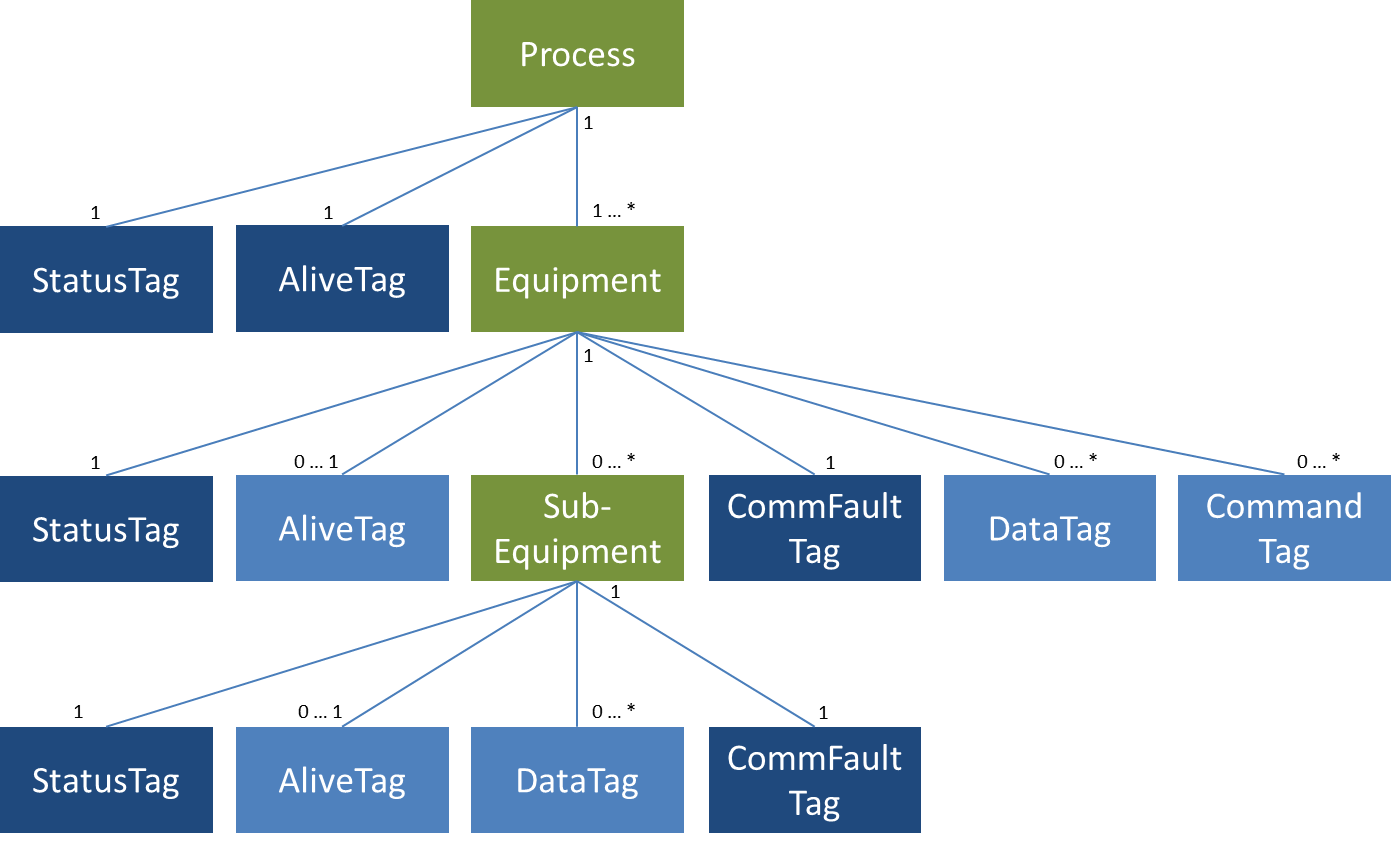 Process
1
1
1
1 ... *
StatusTag
AliveTag
Equipment
1
1
0 ... 1
0 ... *
1
0 ... *
0 ... *
StatusTag
AliveTag
Sub-
Equipment
CommFault
Tag
DataTag
Command
Tag
1
1
0 ... 1
0 ... *
1
StatusTag
AliveTag
DataTag
CommFault
Tag